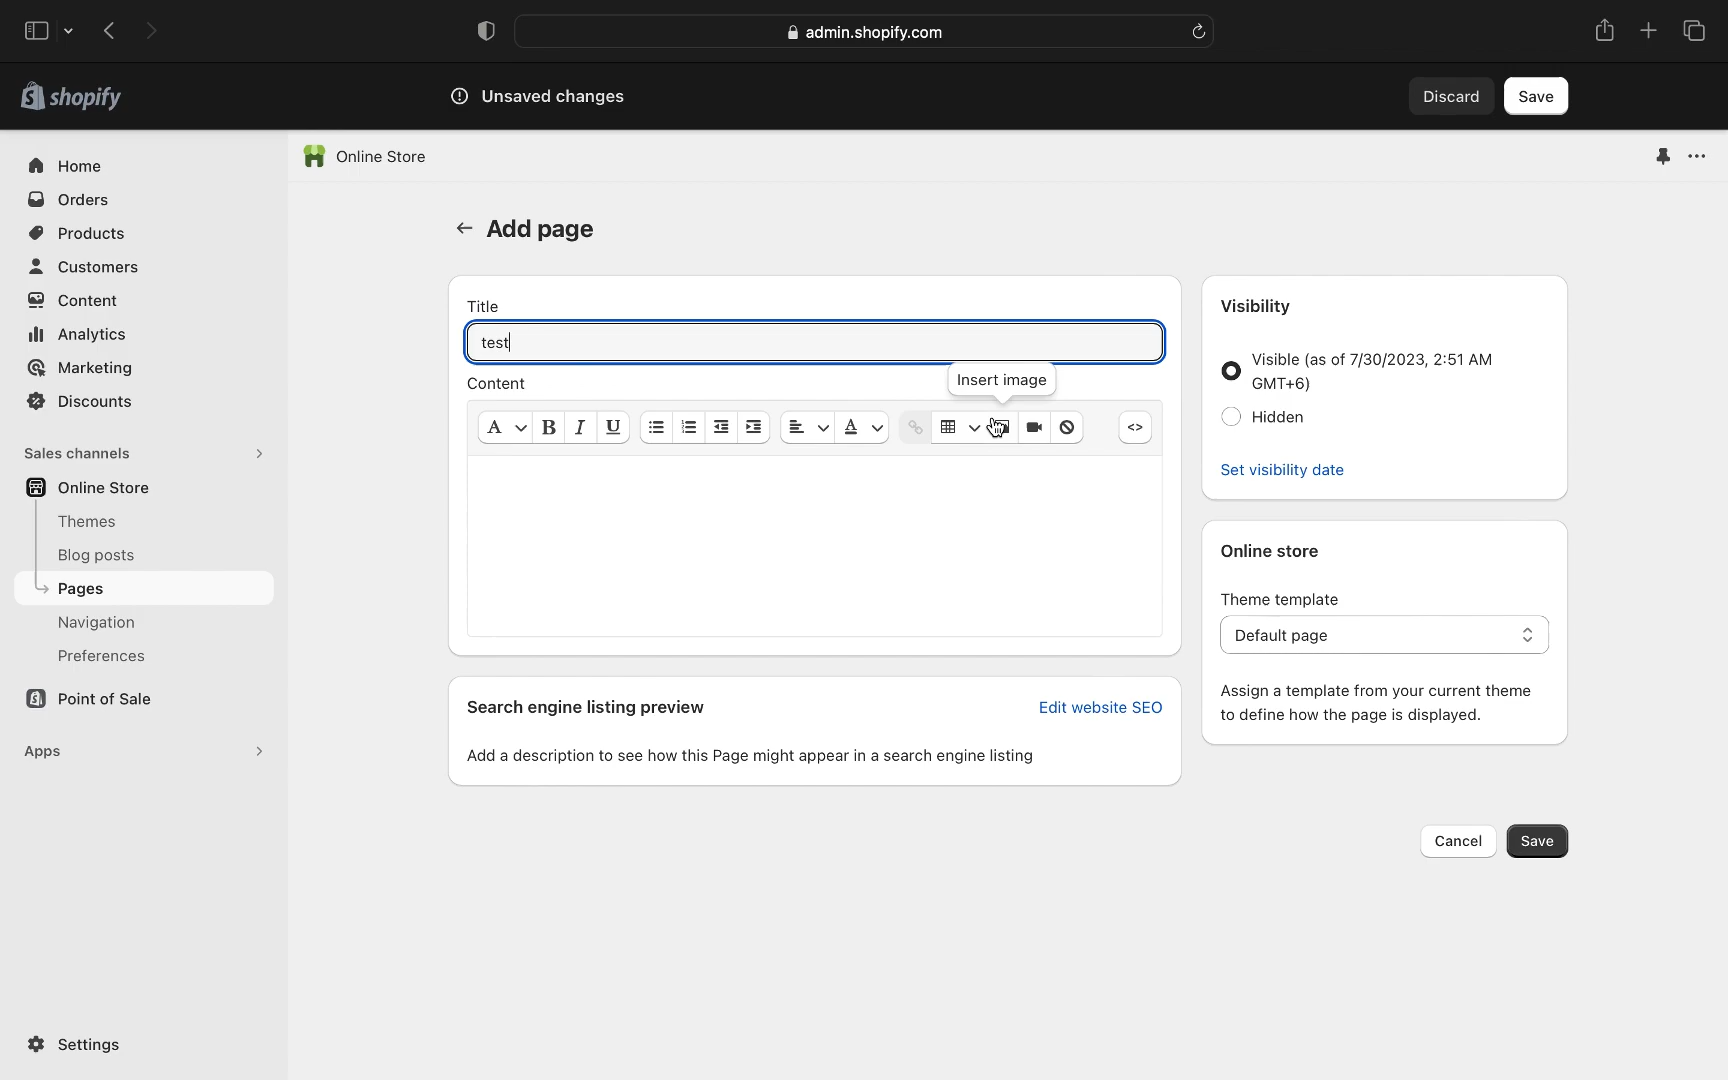 admin.shopify.com
shopify
Unsaved changes
Discard
Save
Home
Orders
Products
Customers
Content
Analytics
Marketing
Discounts
Sales channels
Online Store
Themes
Blog posts
Pages
Navigation
Preferences
Point of Sale
Apps
Settings
Online Store
Add page
Title
test
Content
Insert image
A B I U A <>
Search engine listing preview
Edit website SEO
Add a description to see how this Page might appear in a search engine listing
Visibility
Visible (as of 7/30/2023, 2:51 AM
GMT+6)
Hidden
Set visibility date
Online store
Theme template
Default page
Assign a template from your current theme
to define how the page is displayed.
Cancel
Save